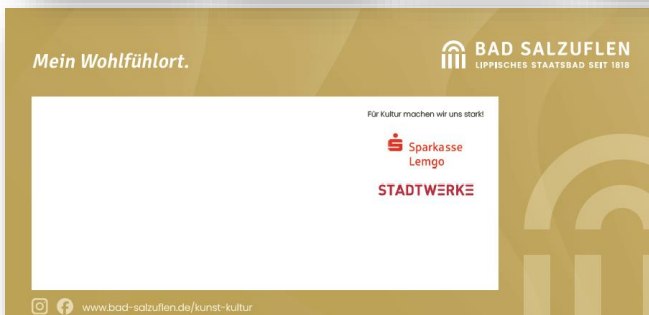 Mein Wohlfühlort.
BAD SALZUFLEN
LIPPISCHES STAATSBAD SEIT 1818
Für Kultur machen wir uns stark!
Sparkasse
Lemgo
STADTWERKE
www.bad-salzuflen.de/kunst-kultur